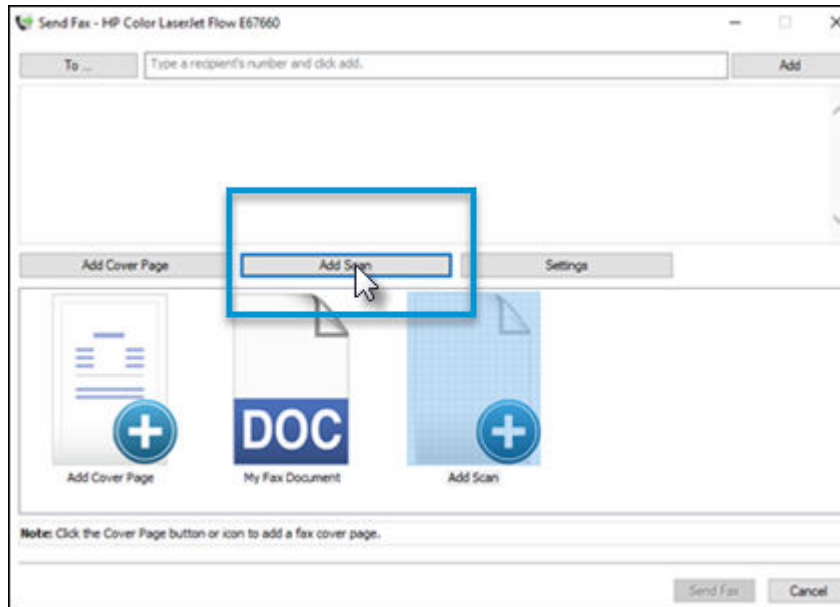 Send Fax - HP Color LaserJet Flow E67660
To ...
Type a recipient's number and click add.
Add
Add Cover Page
Add Scan
Settings
DOC
Add Cover Page
My Fax Document
Add Scan
Note: Click the Cover Page button or icon to add a fax cover page.
Send Fax
Cancel